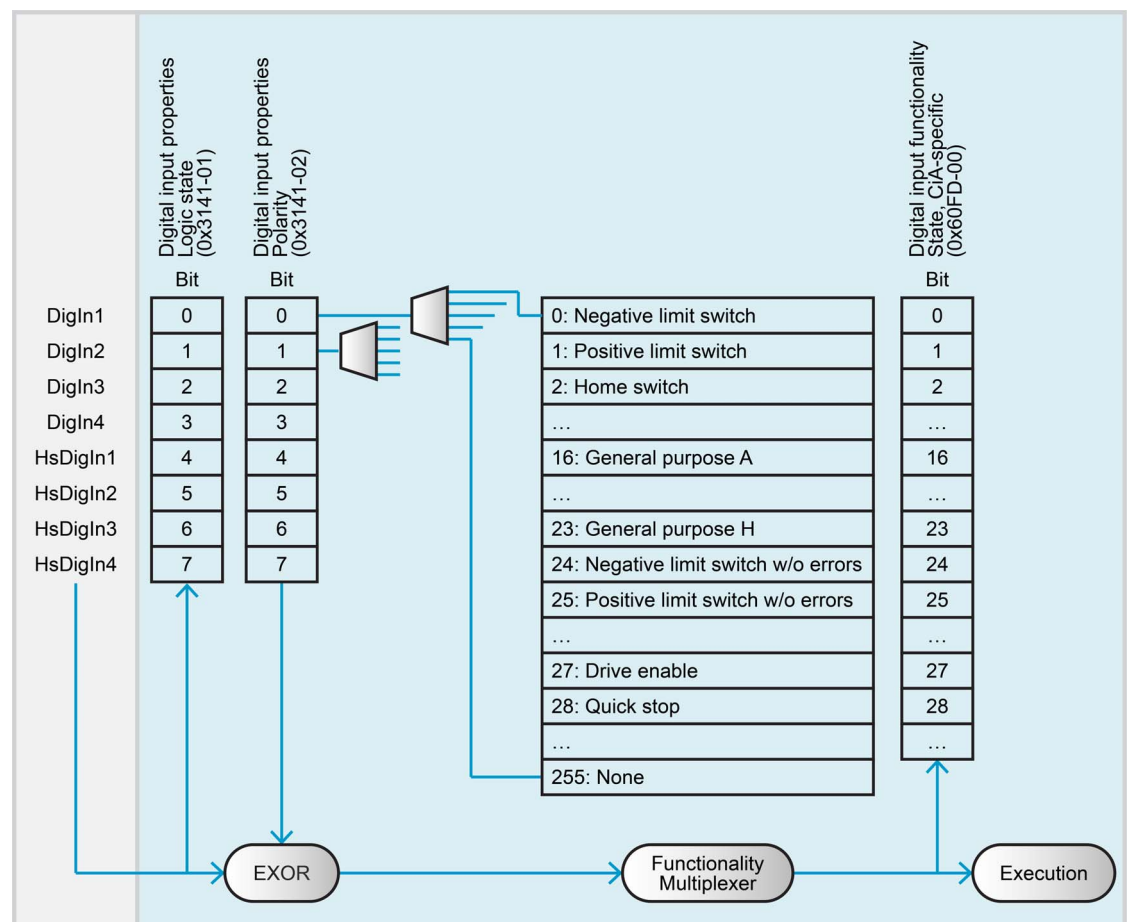 Digital input properties
Logic state
(0x3141-01)
Digital input properties
Polarity
(0x3141-02)
Digital input functionality
State, CiA-specific
(0x60FD-00)
Bit Bit Bit
DigIn1 0 0 0: Negative limit switch 0
DigIn2 1 1 1: Positive limit switch 1
DigIn3 2 2 2: Home switch 2
DigIn4 3 3 ... ...
HsDigIn1 4 4 16: General purpose A 16
HsDigIn2 5 5 ... ...
HsDigIn3 6 6 23: General purpose H 23
HsDigIn4 7 7 24: Negative limit switch w/o errors 24
25: Positive limit switch w/o errors 25
... ...
27: Drive enable 27
28: Quick stop 28
... ...
255: None
EXOR
Functionality
Multiplexer
Execution